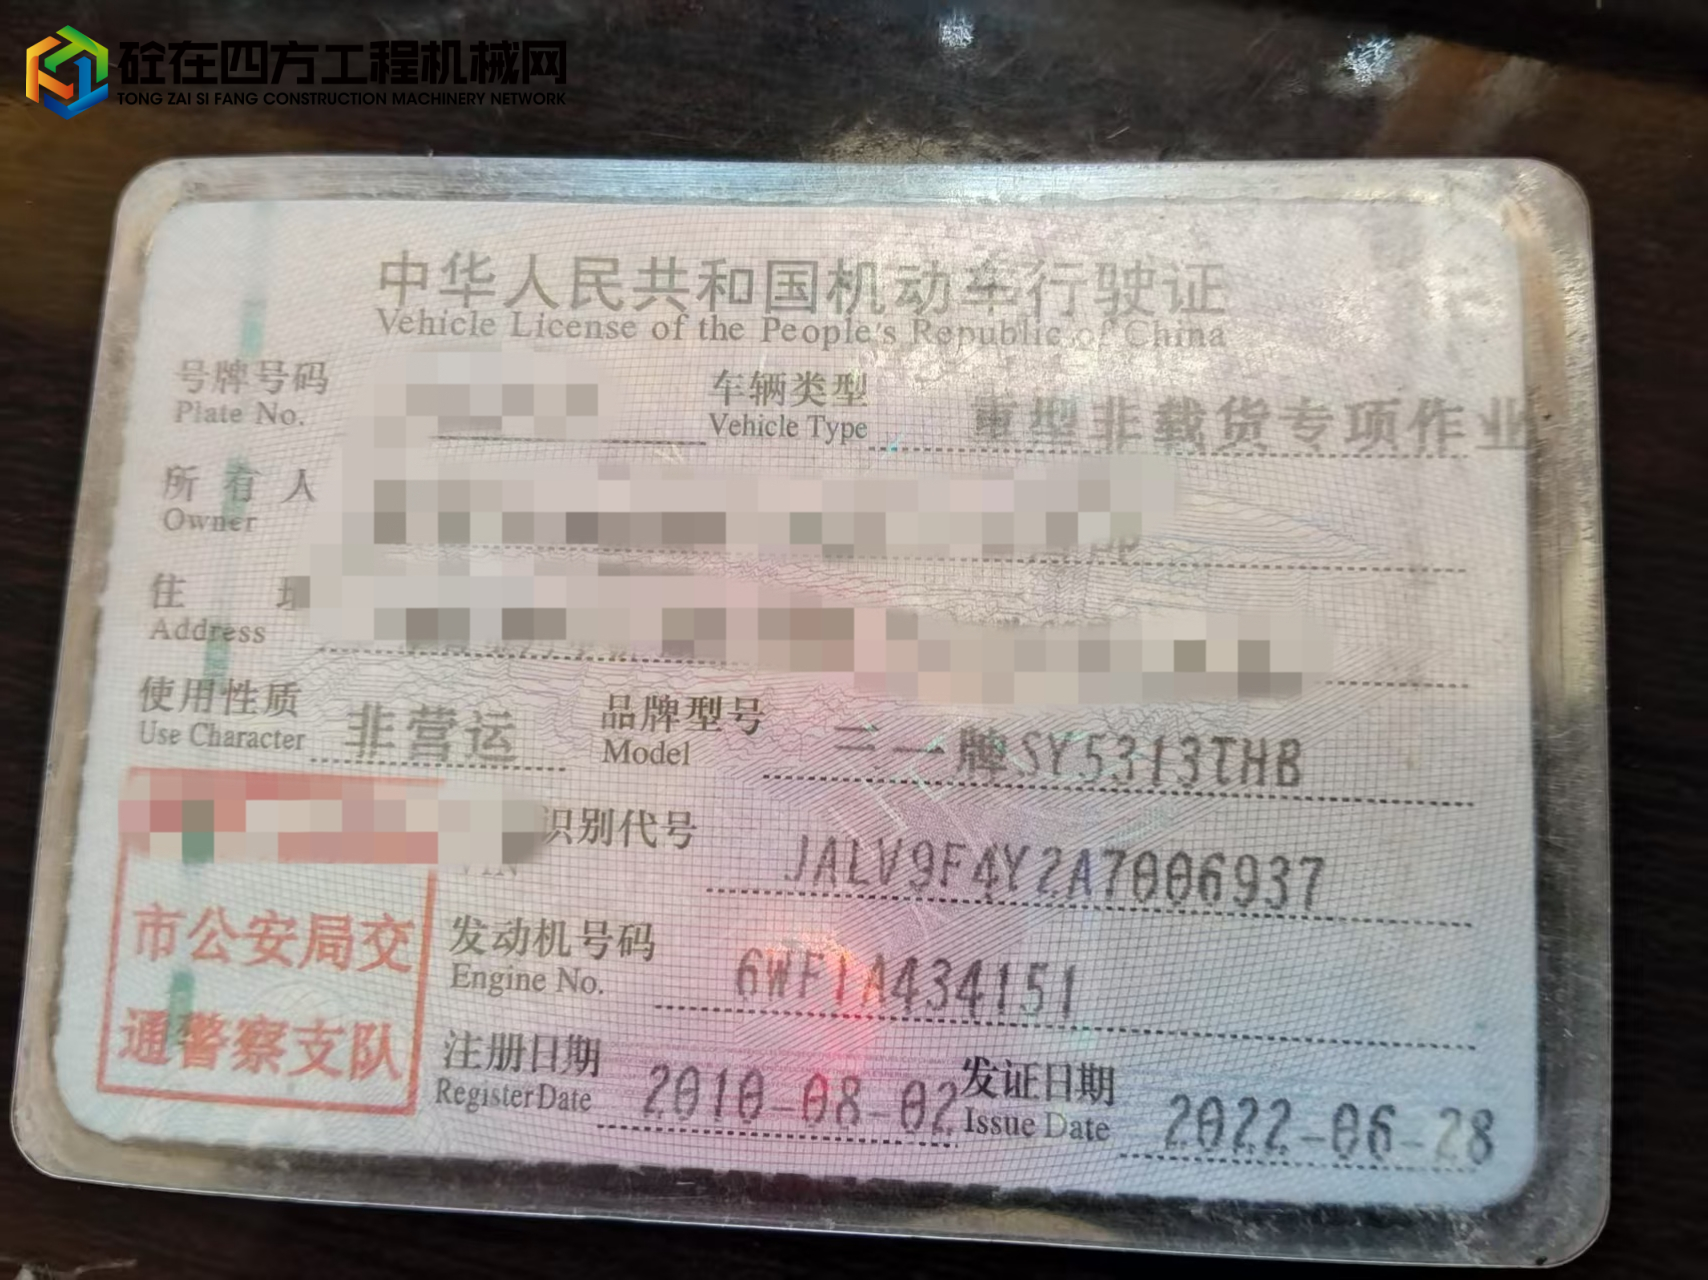 砼在四方工程机械网
TONG ZAI SI FANG CONSTRUCTION MACHINERY NETWORK
中华人民共和国机动车行驶证
Vehicle License of the People's Republic of China
号牌号码
Plate No.
车辆类型 重型非载货专项作业
Vehicle Type
所有人
Owner
住
Address
使用性质 非营运
Use Character
品牌型号 三一牌SY5313THB
Model
识别代号 JALV9F4Y2A7006937
VIN
市公安局交
通警察支队
发动机号码 6WF1A434151
Engine No.
注册日期 2010-08-02
Register Date
发证日期 2022-06-28
Issue Date